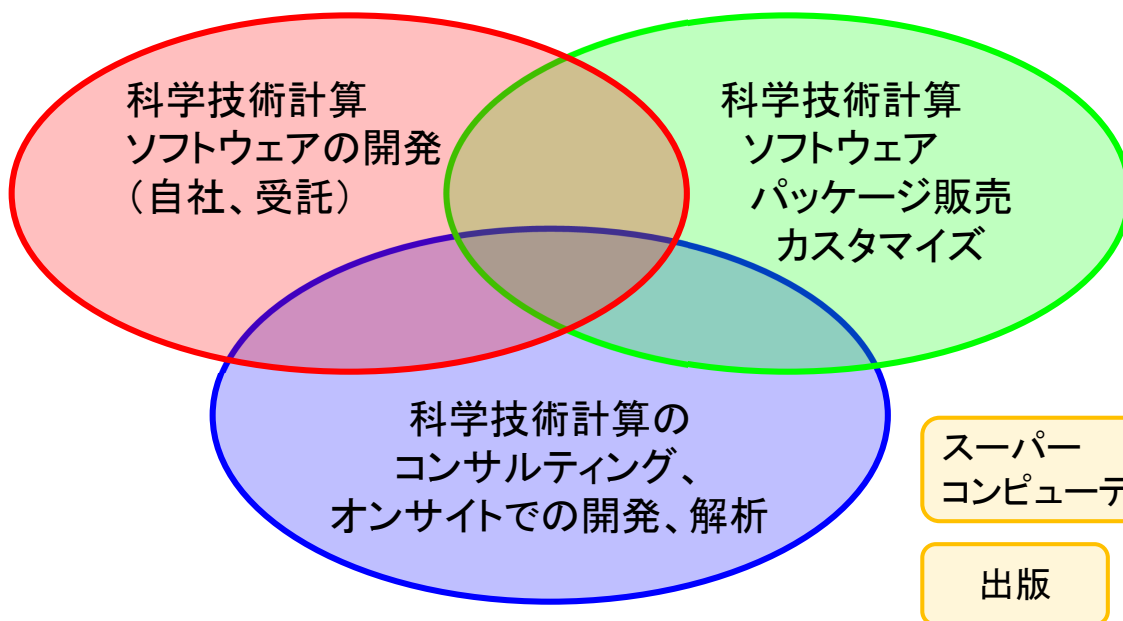 科学技術計算
ソフトウェアの開発
（自社、受託）
科学技術計算
ソフトウェア
パッケージ販売
カスタマイズ
科学技術計算の
コンサルティング、
オンサイトでの開発、解析
スーパー
コンピューテ
出版